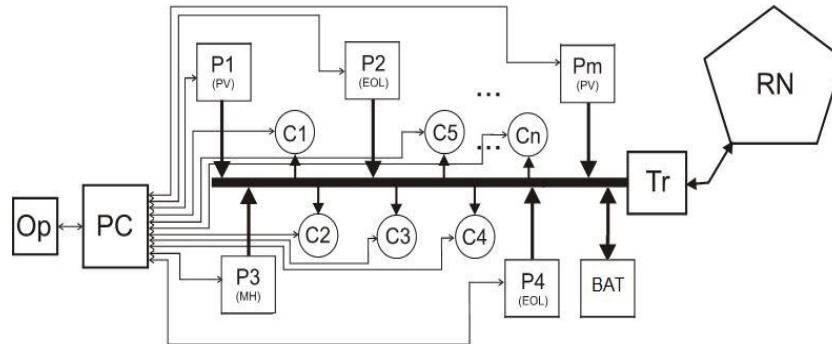 P1
(PV)
P2
(EOL)
...
Pm
(PV)
RN
C1
C5
...
Cn
Tr
Op
PC
C2
C3
C4
P3
(MH)
P4
(EOL)
BAT